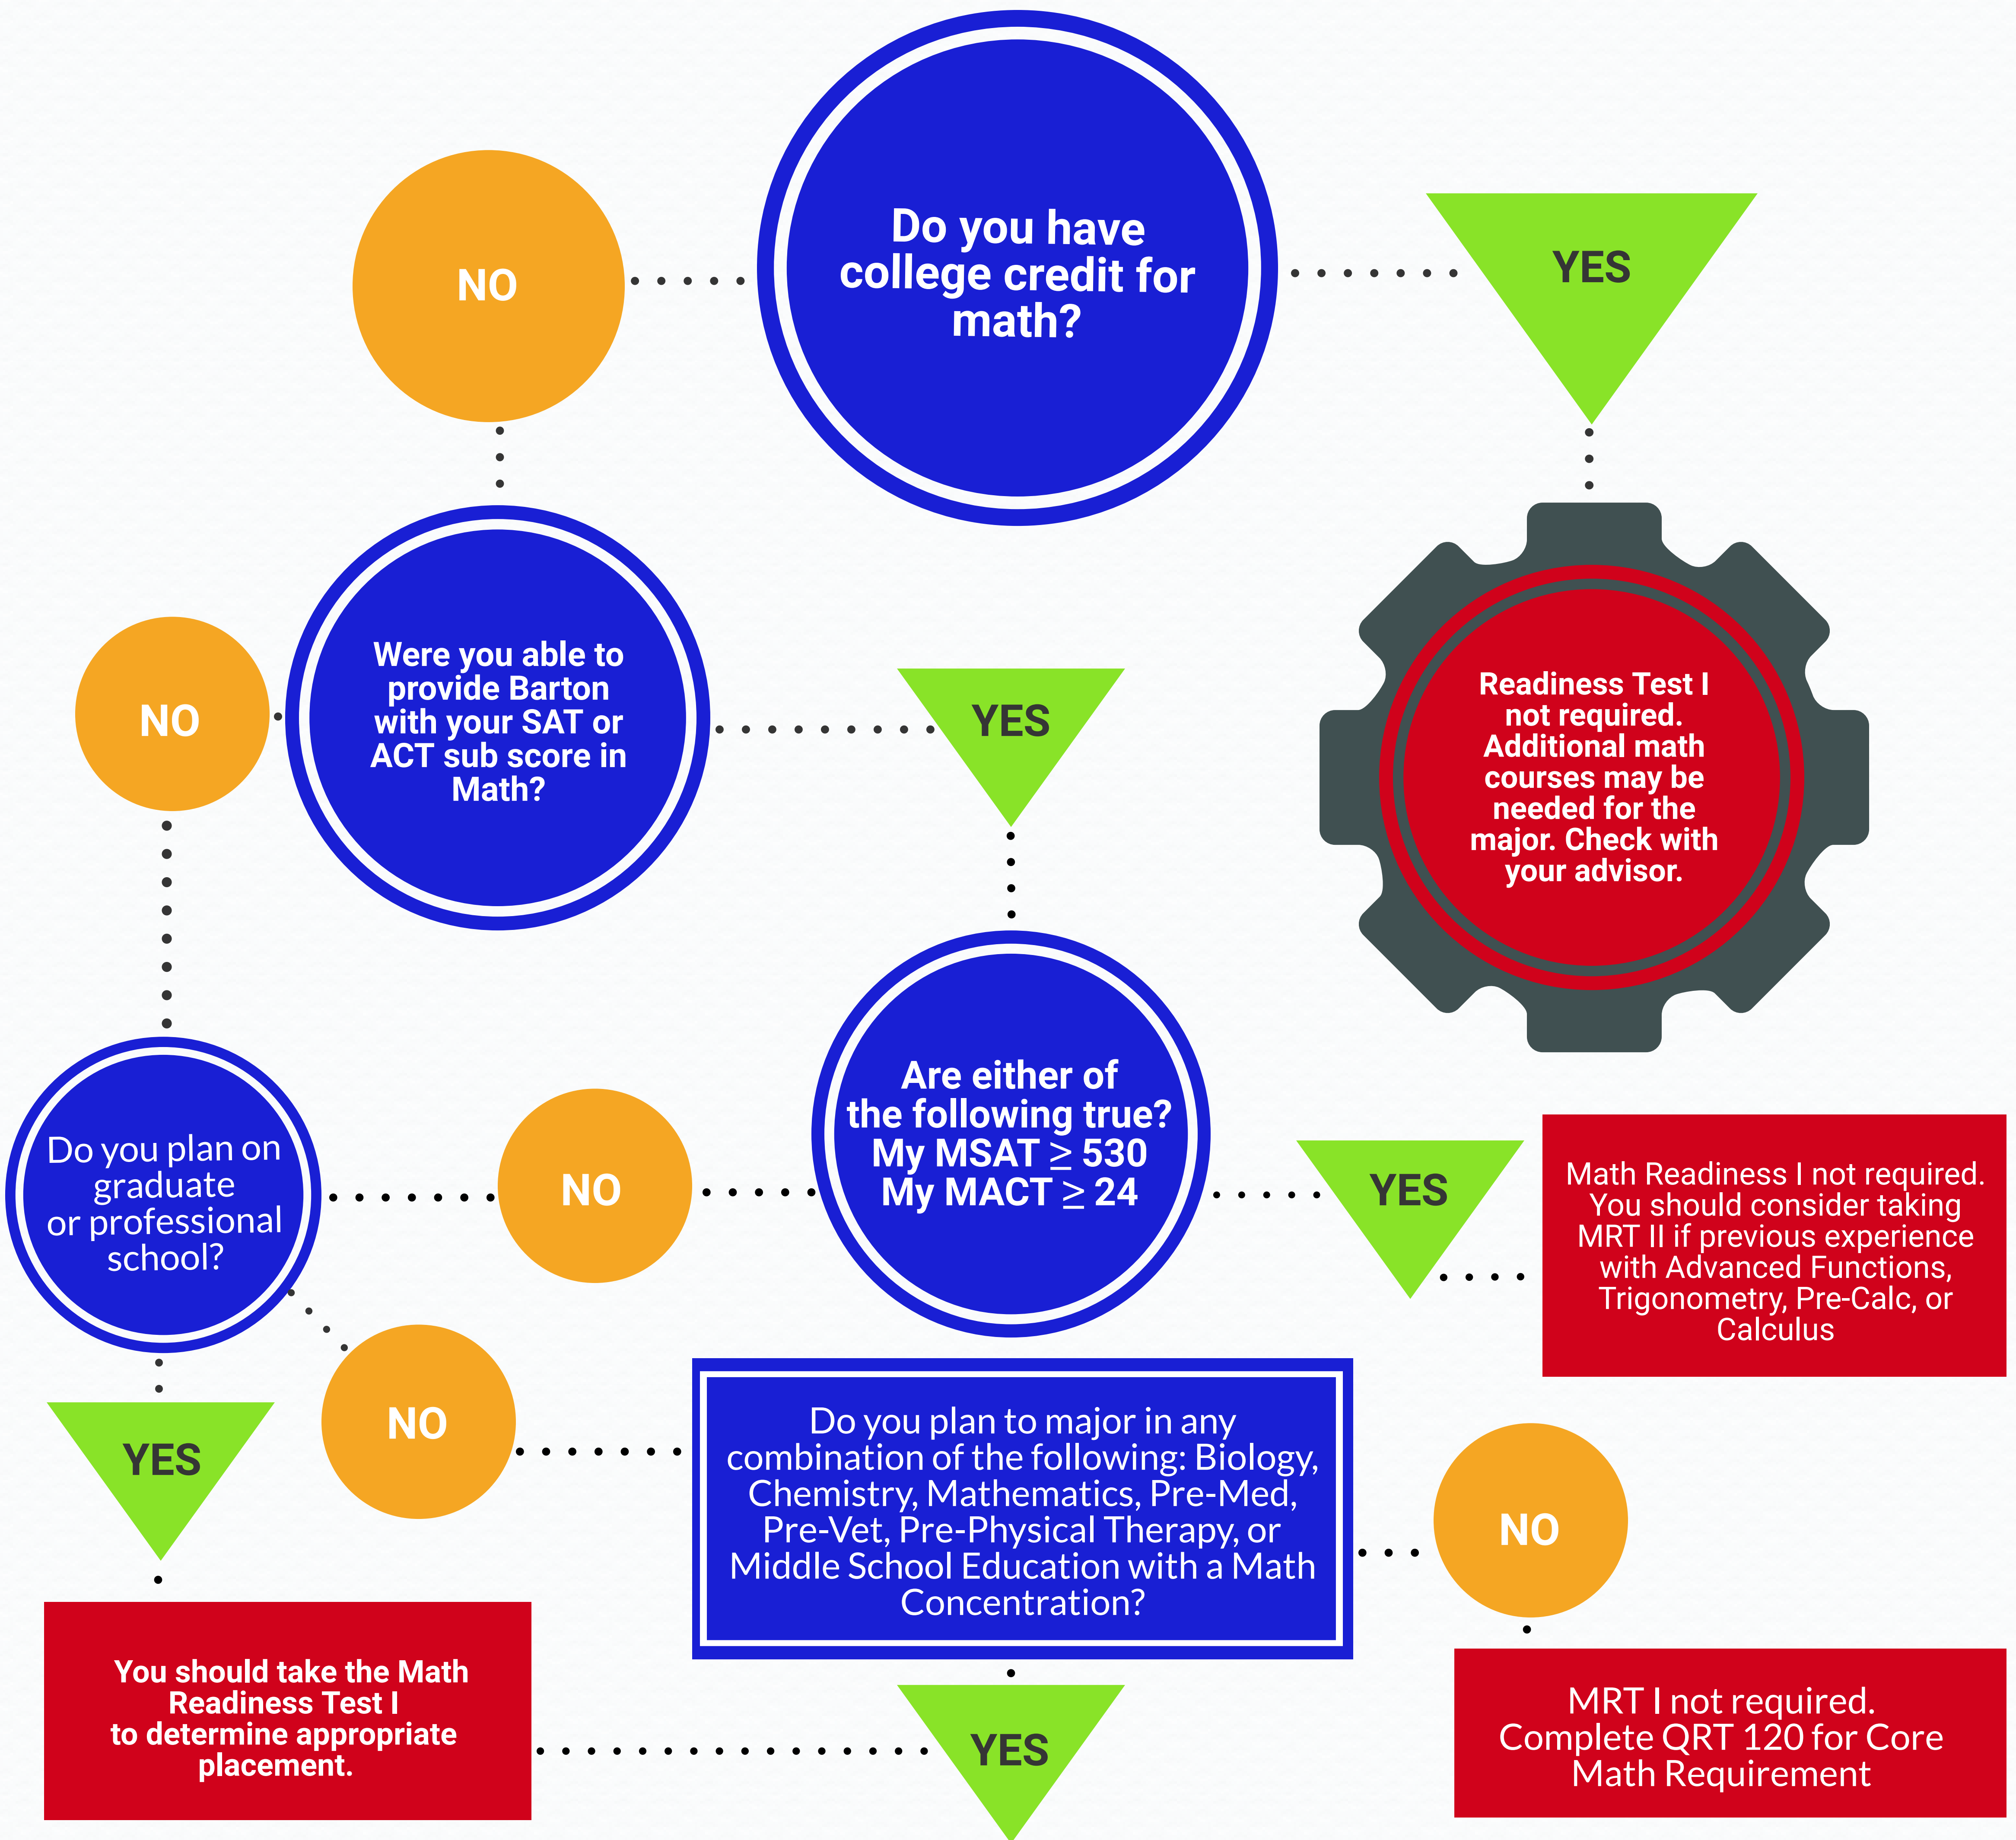 Do you have
college credit for
math?
NO
YES
Were you able to
provide Barton
with your SAT or
ACT sub score in
Math?
NO
YES
Readiness Test I
not required.
Additional math
courses may be
needed for the
major. Check with
your advisor.
Do you plan on
graduate
or professional
school?
NO
Are either of
the following true?
My MSAT ≥ 530
My MACT ≥ 24
YES
Math Readiness I not required.
You should consider taking
MRT II if previous experience
with Advanced Functions,
Trigonometry, Pre-Calc, or
Calculus
YES
NO
Do you plan to major in any
combination of the following: Biology,
Chemistry, Mathematics, Pre-Med,
Pre-Vet, Pre-Physical Therapy, or
Middle School Education with a Math
Concentration?
NO
You should take the Math
Readiness Test I
to determine appropriate
placement.
YES
MRT I not required.
Complete QRT 120 for Core
Math Requirement